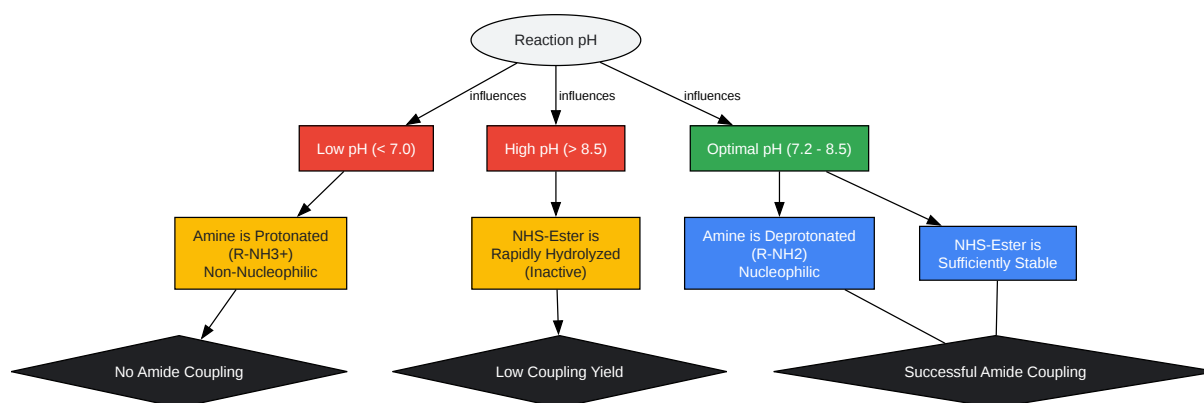 Reaction pH
influences
influences
influences
Low pH (< 7.0)
High pH (> 8.5)
Optimal pH (7.2 - 8.5)
Amine is Protonated
(R-NH3+)
Non-Nucleophilic
NHS-Ester is
Rapidly Hydrolyzed
(Inactive)
Amine is Deprotonated
(R-NH2)
Nucleophilic
NHS-Ester is
Sufficiently Stable
No Amide Coupling
Low Coupling Yield
Successful Amide Coupling